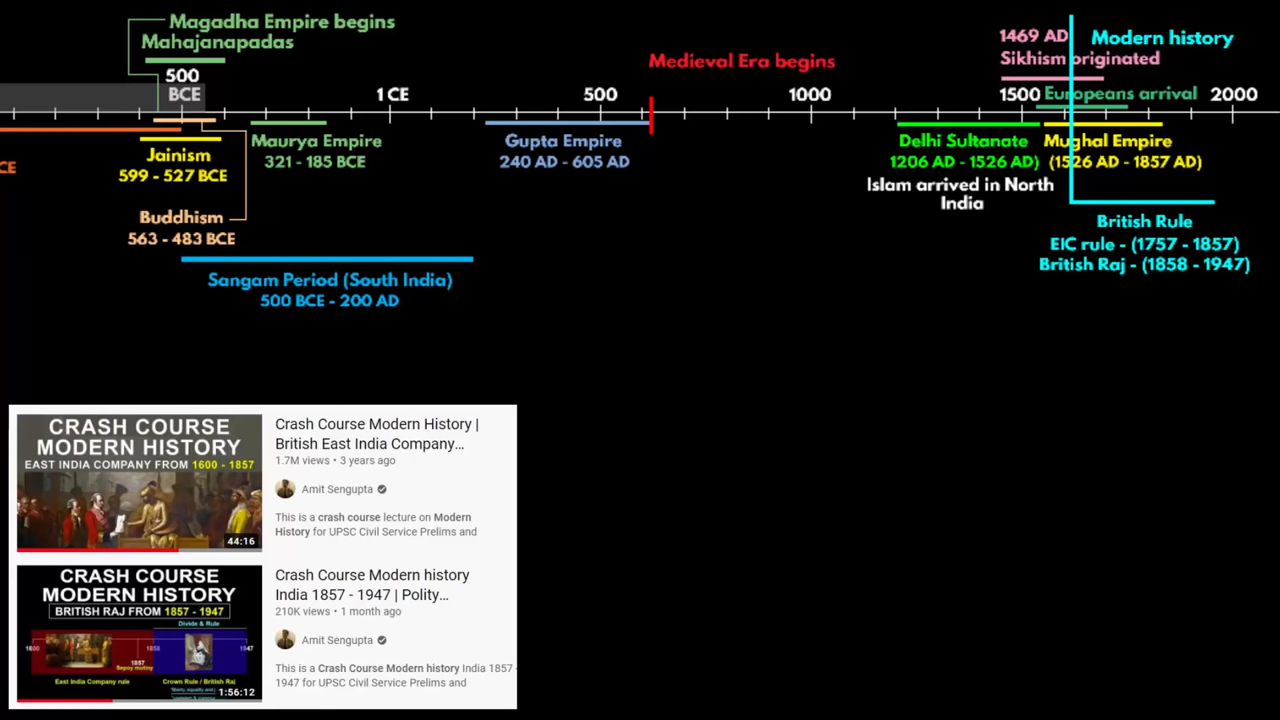 Magadha Empire begins
Mahajanapadas
500
BCE
1 CE
500
Medieval Era begins
1000
1469 AD
Sikhism originated
Modern history
1500
Europeans arrival
2000
CE
Jainism
599 - 527 BCE
Buddhism
563 - 483 BCE
Maurya Empire
321 - 185 BCE
Gupta Empire
240 AD - 605 AD
Delhi Sultanate
1206 AD - 1526 AD)
Islam arrived in North
India
Mughal Empire
(1526 AD - 1857 AD)
British Rule
EIC rule - (1757 - 1857)
British Raj - (1858 - 1947)
Sangam Period (South India)
500 BCE - 200 AD
CRASH COURSE
MODERN HISTORY
EAST INDIA COMPANY FROM 1600 - 1857
44:16
Crash Course Modern History |
British East India Company...
1.7M views • 3 years ago
Amit Sengupta
This is a crash course lecture on Modern
History for UPSC Civil Service Prelims and
CRASH COURSE
MODERN HISTORY
BRITISH RAJ FROM 1857 - 1947
Divide & Rule
1600
1857
Sepoy mutiny
1858
1947
East India Company rule
Crown Rule / British Raj
1:56:12
Crash Course Modern history
India 1857 - 1947 | Polity...
210K views • 1 month ago
Amit Sengupta
This is a Crash Course Modern history India 1857 -
1947 for UPSC Civil Service Prelims and